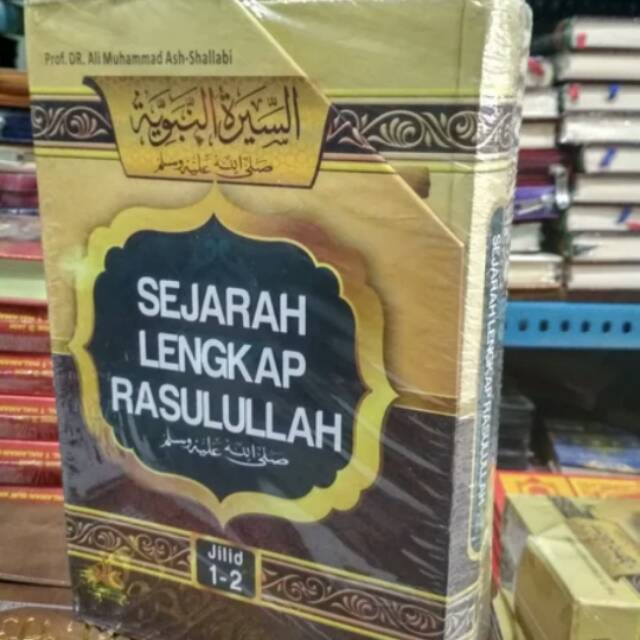 Prof. DR. Ali Muhammad Ash-Shallabi
السيرة النبوية
صلى الله عليه وسلم
SEJARAH
LENGKAP
RASULULLAH
صلى الله عليه وسلم
Jilid
1-2
SEJARAH LENGKAP RASULULLAH